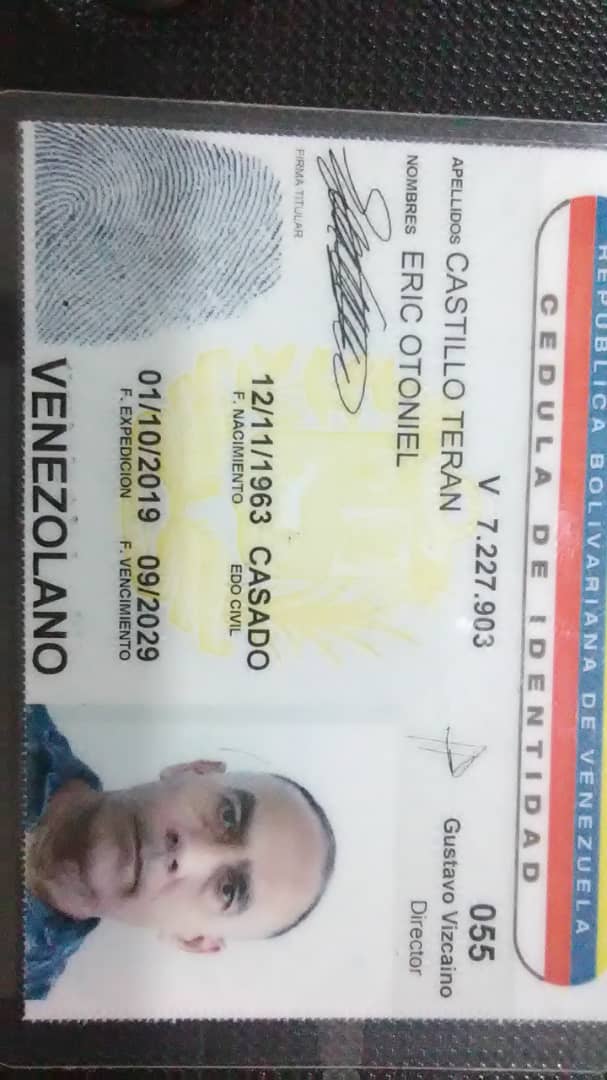 REPÚBLICA BOLIVARIANA DE VENEZUELA
CEDULA DE IDENTIDAD
V 7.227.903
055
Gustavo Vizcaino
Director
APELLIDOS CASTILLO TERAN
NOMBRES ERIC OTONIEL
FIRMA TITULAR
12/11/1963 CASADO
F. NACIMIENTO EDO CIVIL
01/10/2019 09/2029
F. EXPEDICION F. VENCIMIENTO
VENEZOLANO